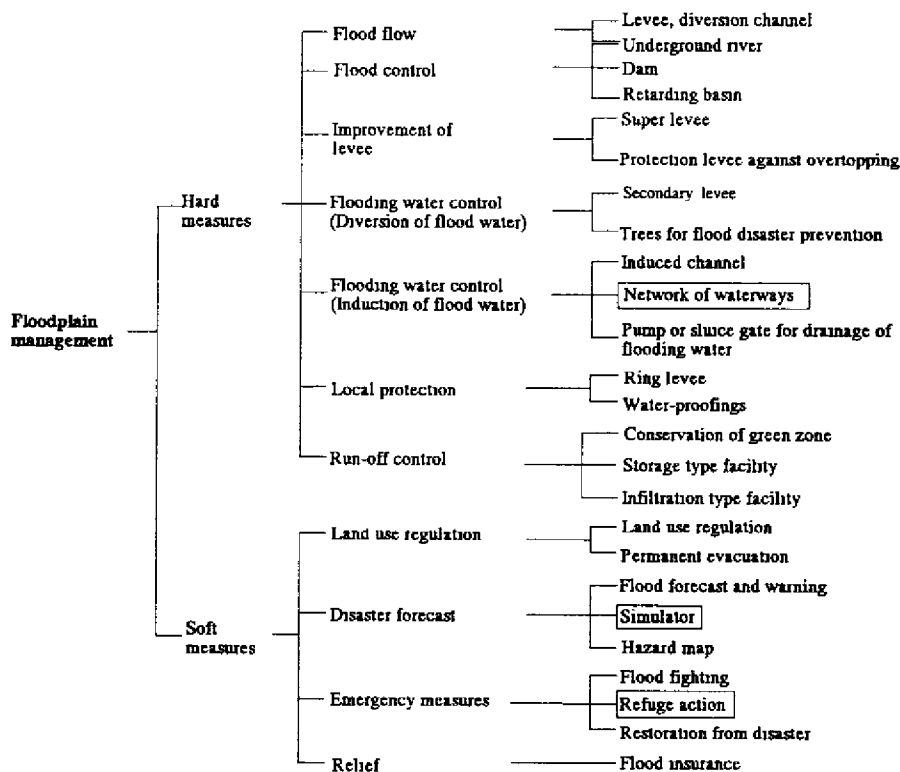 Floodplain
management
Hard
measures
Flood flow
Levee, diversion channel
Underground river
Flood control
Dam
Retarding basin
Improvement of
levee
Super levee
Protection levee against overtopping
Flooding water control
(Diversion of flood water)
Secondary levee
Trees for flood disaster prevention
Flooding water control
(Induction of flood water)
Induced channel
Network of waterways
Pump or sluice gate for drainage of
flooding water
Local protection
Ring levee
Water-proofings
Run-off control
Conservation of green zone
Storage type facility
Infiltration type facility
Soft
measures
Land use regulation
Land use regulation
Permanent evacuation
Disaster forecast
Flood forecast and warning
Simulator
Hazard map
Emergency measures
Flood fighting
Refuge action
Restoration from disaster
Relief
Flood insurance